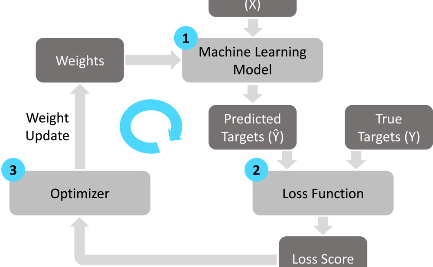 (X)
1
Machine Learning
Model
Weights
Weight
Update
Predicted
Targets (Ŷ)
True
Targets (Y)
3
Optimizer
2
Loss Function
Loss Score